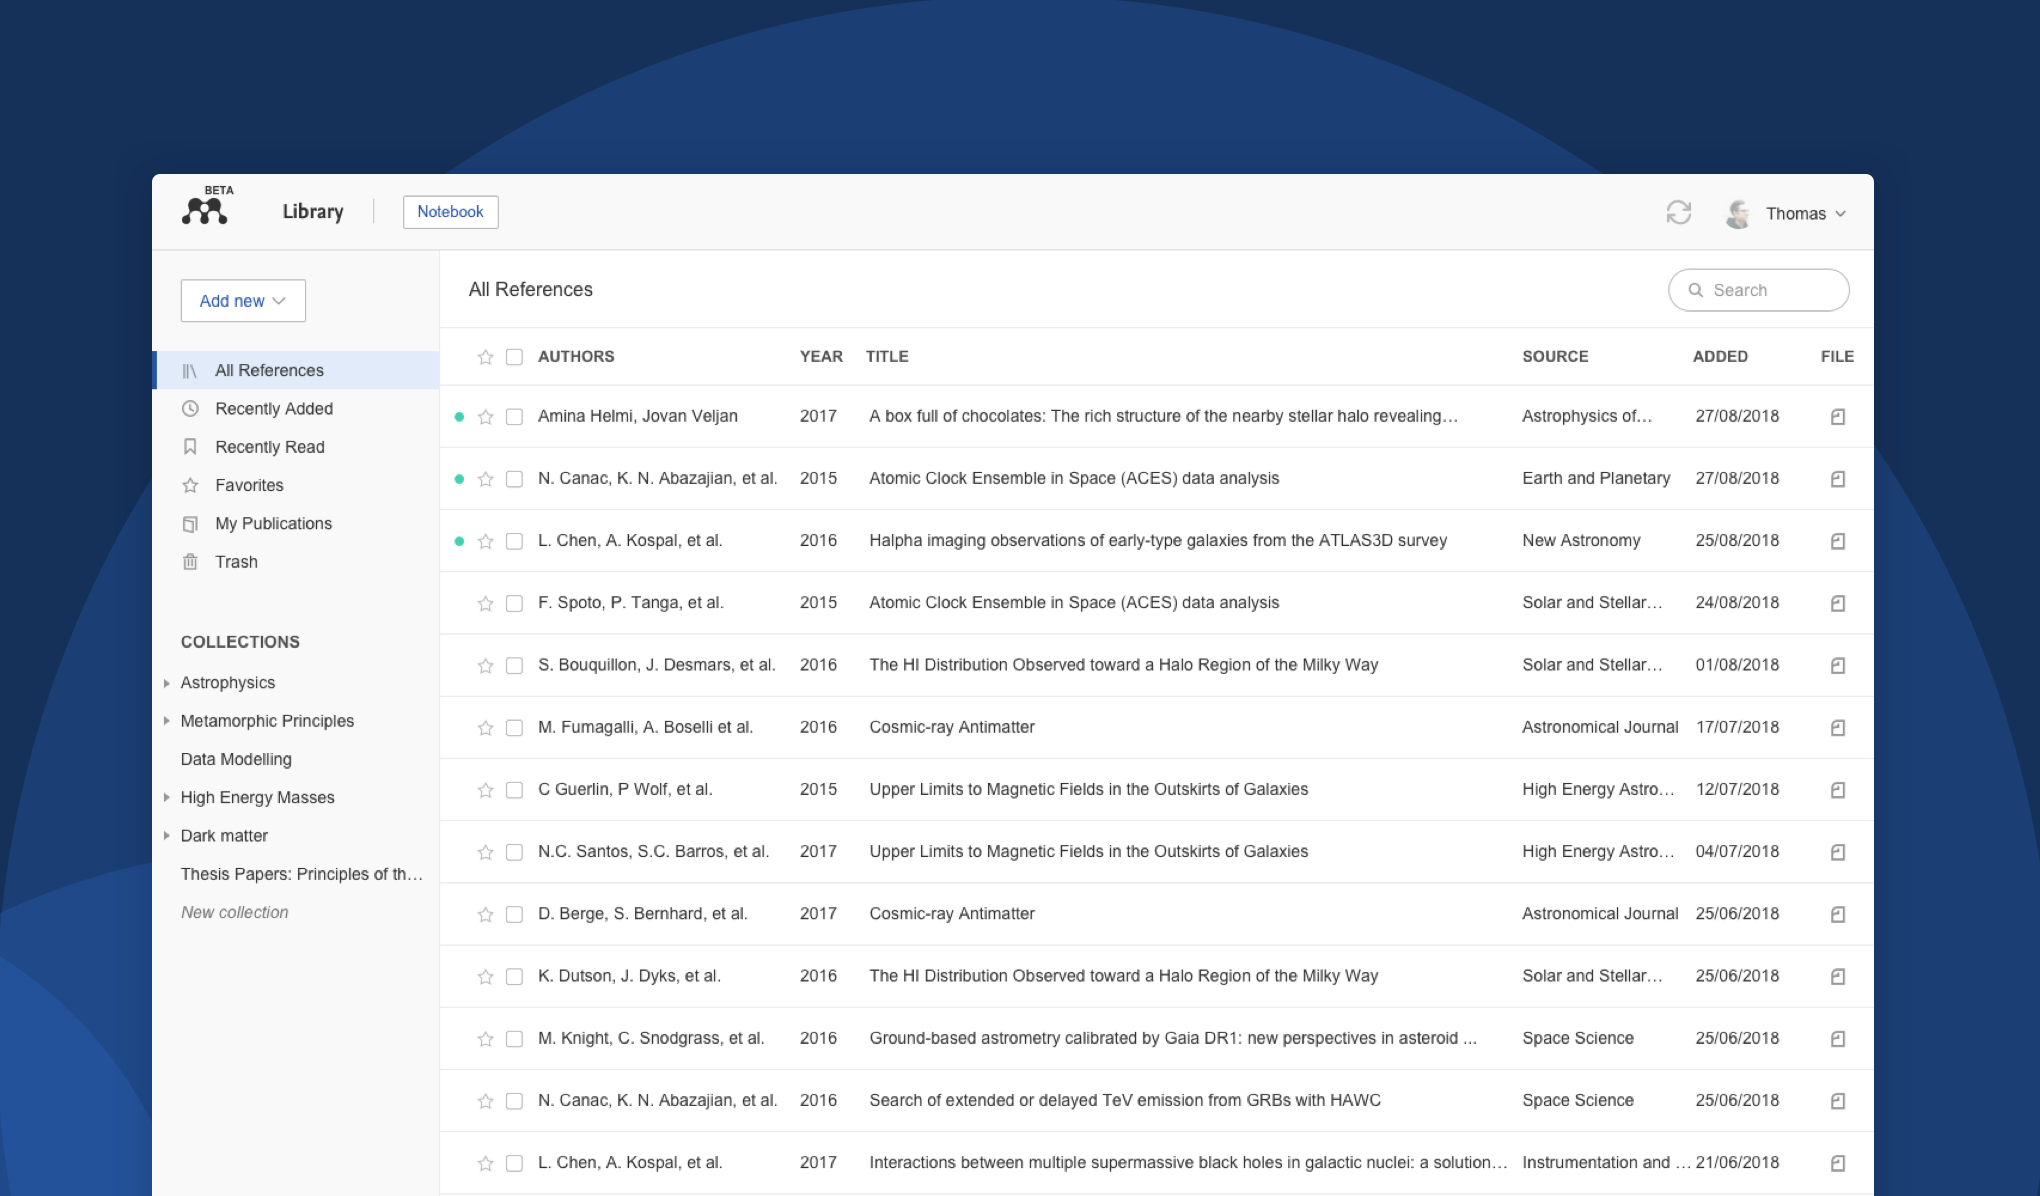 BETA
Library
Notebook
Thomas
Add new
All References
Recently Added
Recently Read
Favorites
My Publications
Trash
COLLECTIONS
Astrophysics
Metamorphic Principles
Data Modelling
High Energy Masses
Dark matter
Thesis Papers: Principles of th…
New collection
All References
Search
AUTHORS YEAR TITLE SOURCE ADDED FILE
Amina Helmi, Jovan Veljan 2017 A box full of chocolates: The rich structure of the nearby stellar halo revealing… Astrophysics of… 27/08/2018
N. Canac, K. N. Abazajian, et al. 2015 Atomic Clock Ensemble in Space (ACES) data analysis Earth and Planetary 27/08/2018
L. Chen, A. Kospal, et al. 2016 Halpha imaging observations of early-type galaxies from the ATLAS3D survey New Astronomy 25/08/2018
F. Spoto, P. Tanga, et al. 2015 Atomic Clock Ensemble in Space (ACES) data analysis Solar and Stellar… 24/08/2018
S. Bouquillon, J. Desmars, et al. 2016 The HI Distribution Observed toward a Halo Region of the Milky Way Solar and Stellar… 01/08/2018
M. Fumagalli, A. Boselli et al. 2016 Cosmic-ray Antimatter Astronomical Journal 17/07/2018
C Guerlin, P Wolf, et al. 2015 Upper Limits to Magnetic Fields in the Outskirts of Galaxies High Energy Astro… 12/07/2018
N.C. Santos, S.C. Barros, et al. 2017 Upper Limits to Magnetic Fields in the Outskirts of Galaxies High Energy Astro… 04/07/2018
D. Berge, S. Bernhard, et al. 2017 Cosmic-ray Antimatter Astronomical Journal 25/06/2018
K. Dutson, J. Dyks, et al. 2016 The HI Distribution Observed toward a Halo Region of the Milky Way Solar and Stellar… 25/06/2018
M. Knight, C. Snodgrass, et al. 2016 Ground-based astrometry calibrated by Gaia DR1: new perspectives in asteroid ... Space Science 25/06/2018
N. Canac, K. N. Abazajian, et al. 2016 Search of extended or delayed TeV emission from GRBs with HAWC Space Science 25/06/2018
L. Chen, A. Kospal, et al. 2017 Interactions between multiple supermassive black holes in galactic nuclei: a solution… Instrumentation and … 21/06/2018